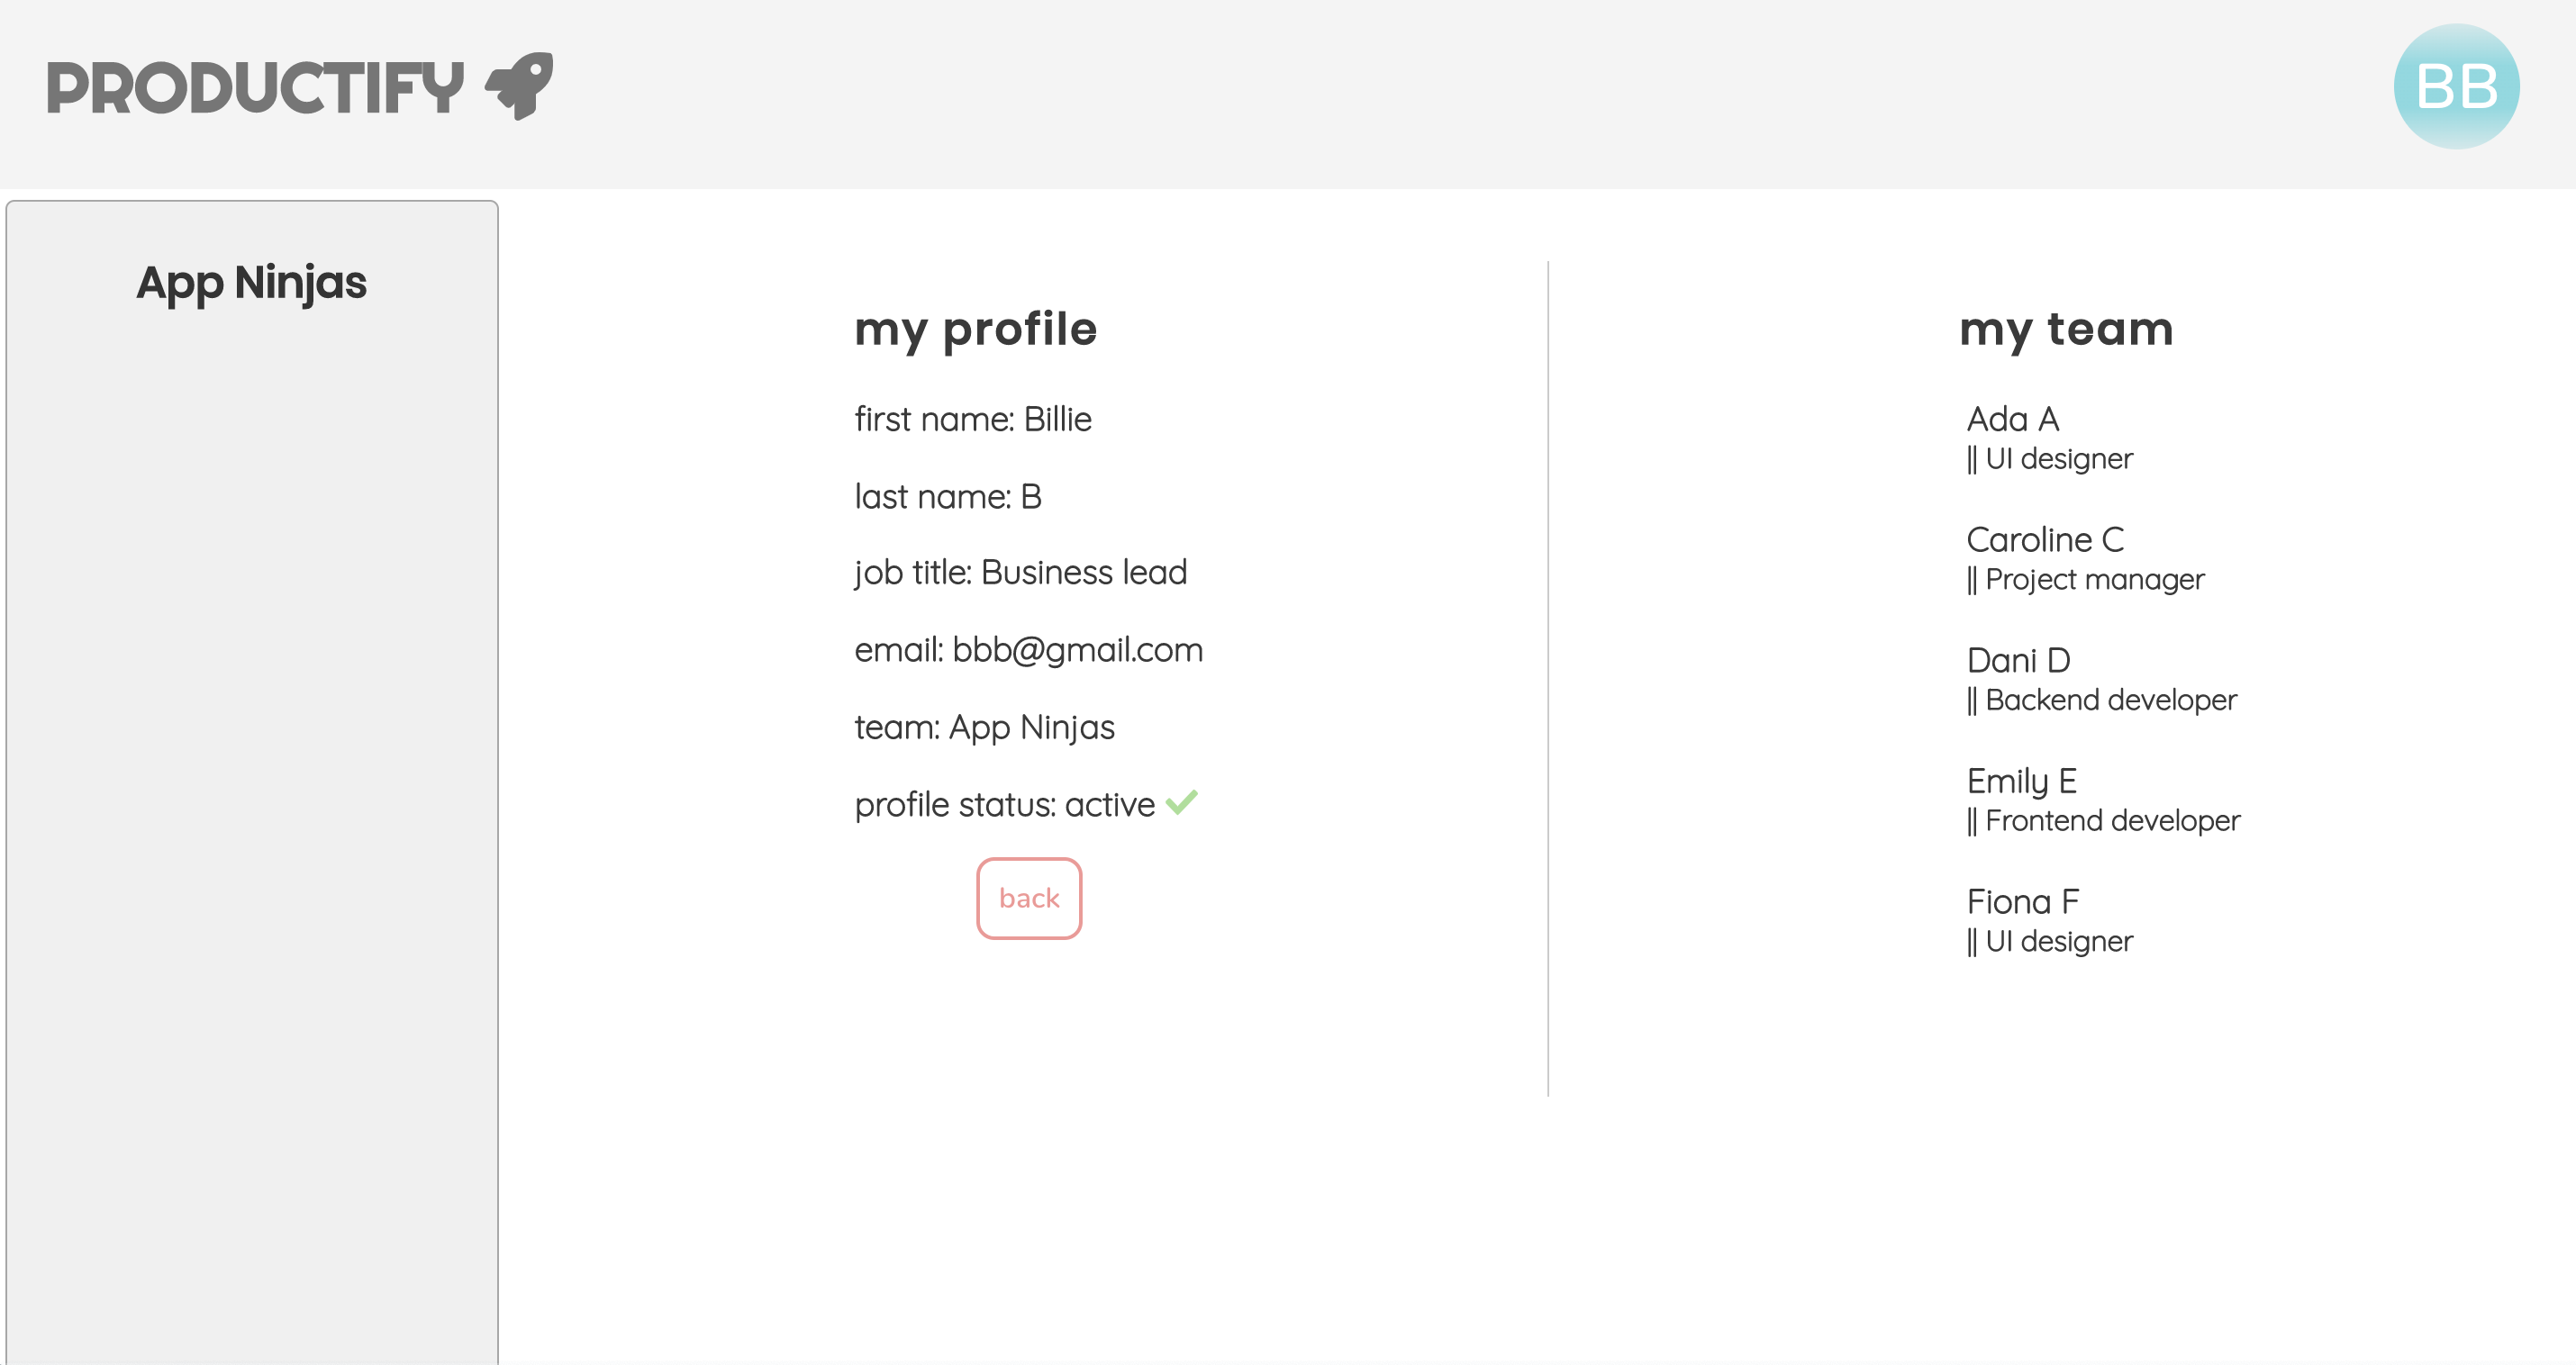 PRODUCTIFY
BB
App Ninjas
my profile
first name: Billie
last name: B
job title: Business lead
email: bbb@gmail.com
team: App Ninjas
profile status: active
back
my team
Ada A
|| UI designer
Caroline C
|| Project manager
Dani D
|| Backend developer
Emily E
|| Frontend developer
Fiona F
|| UI designer